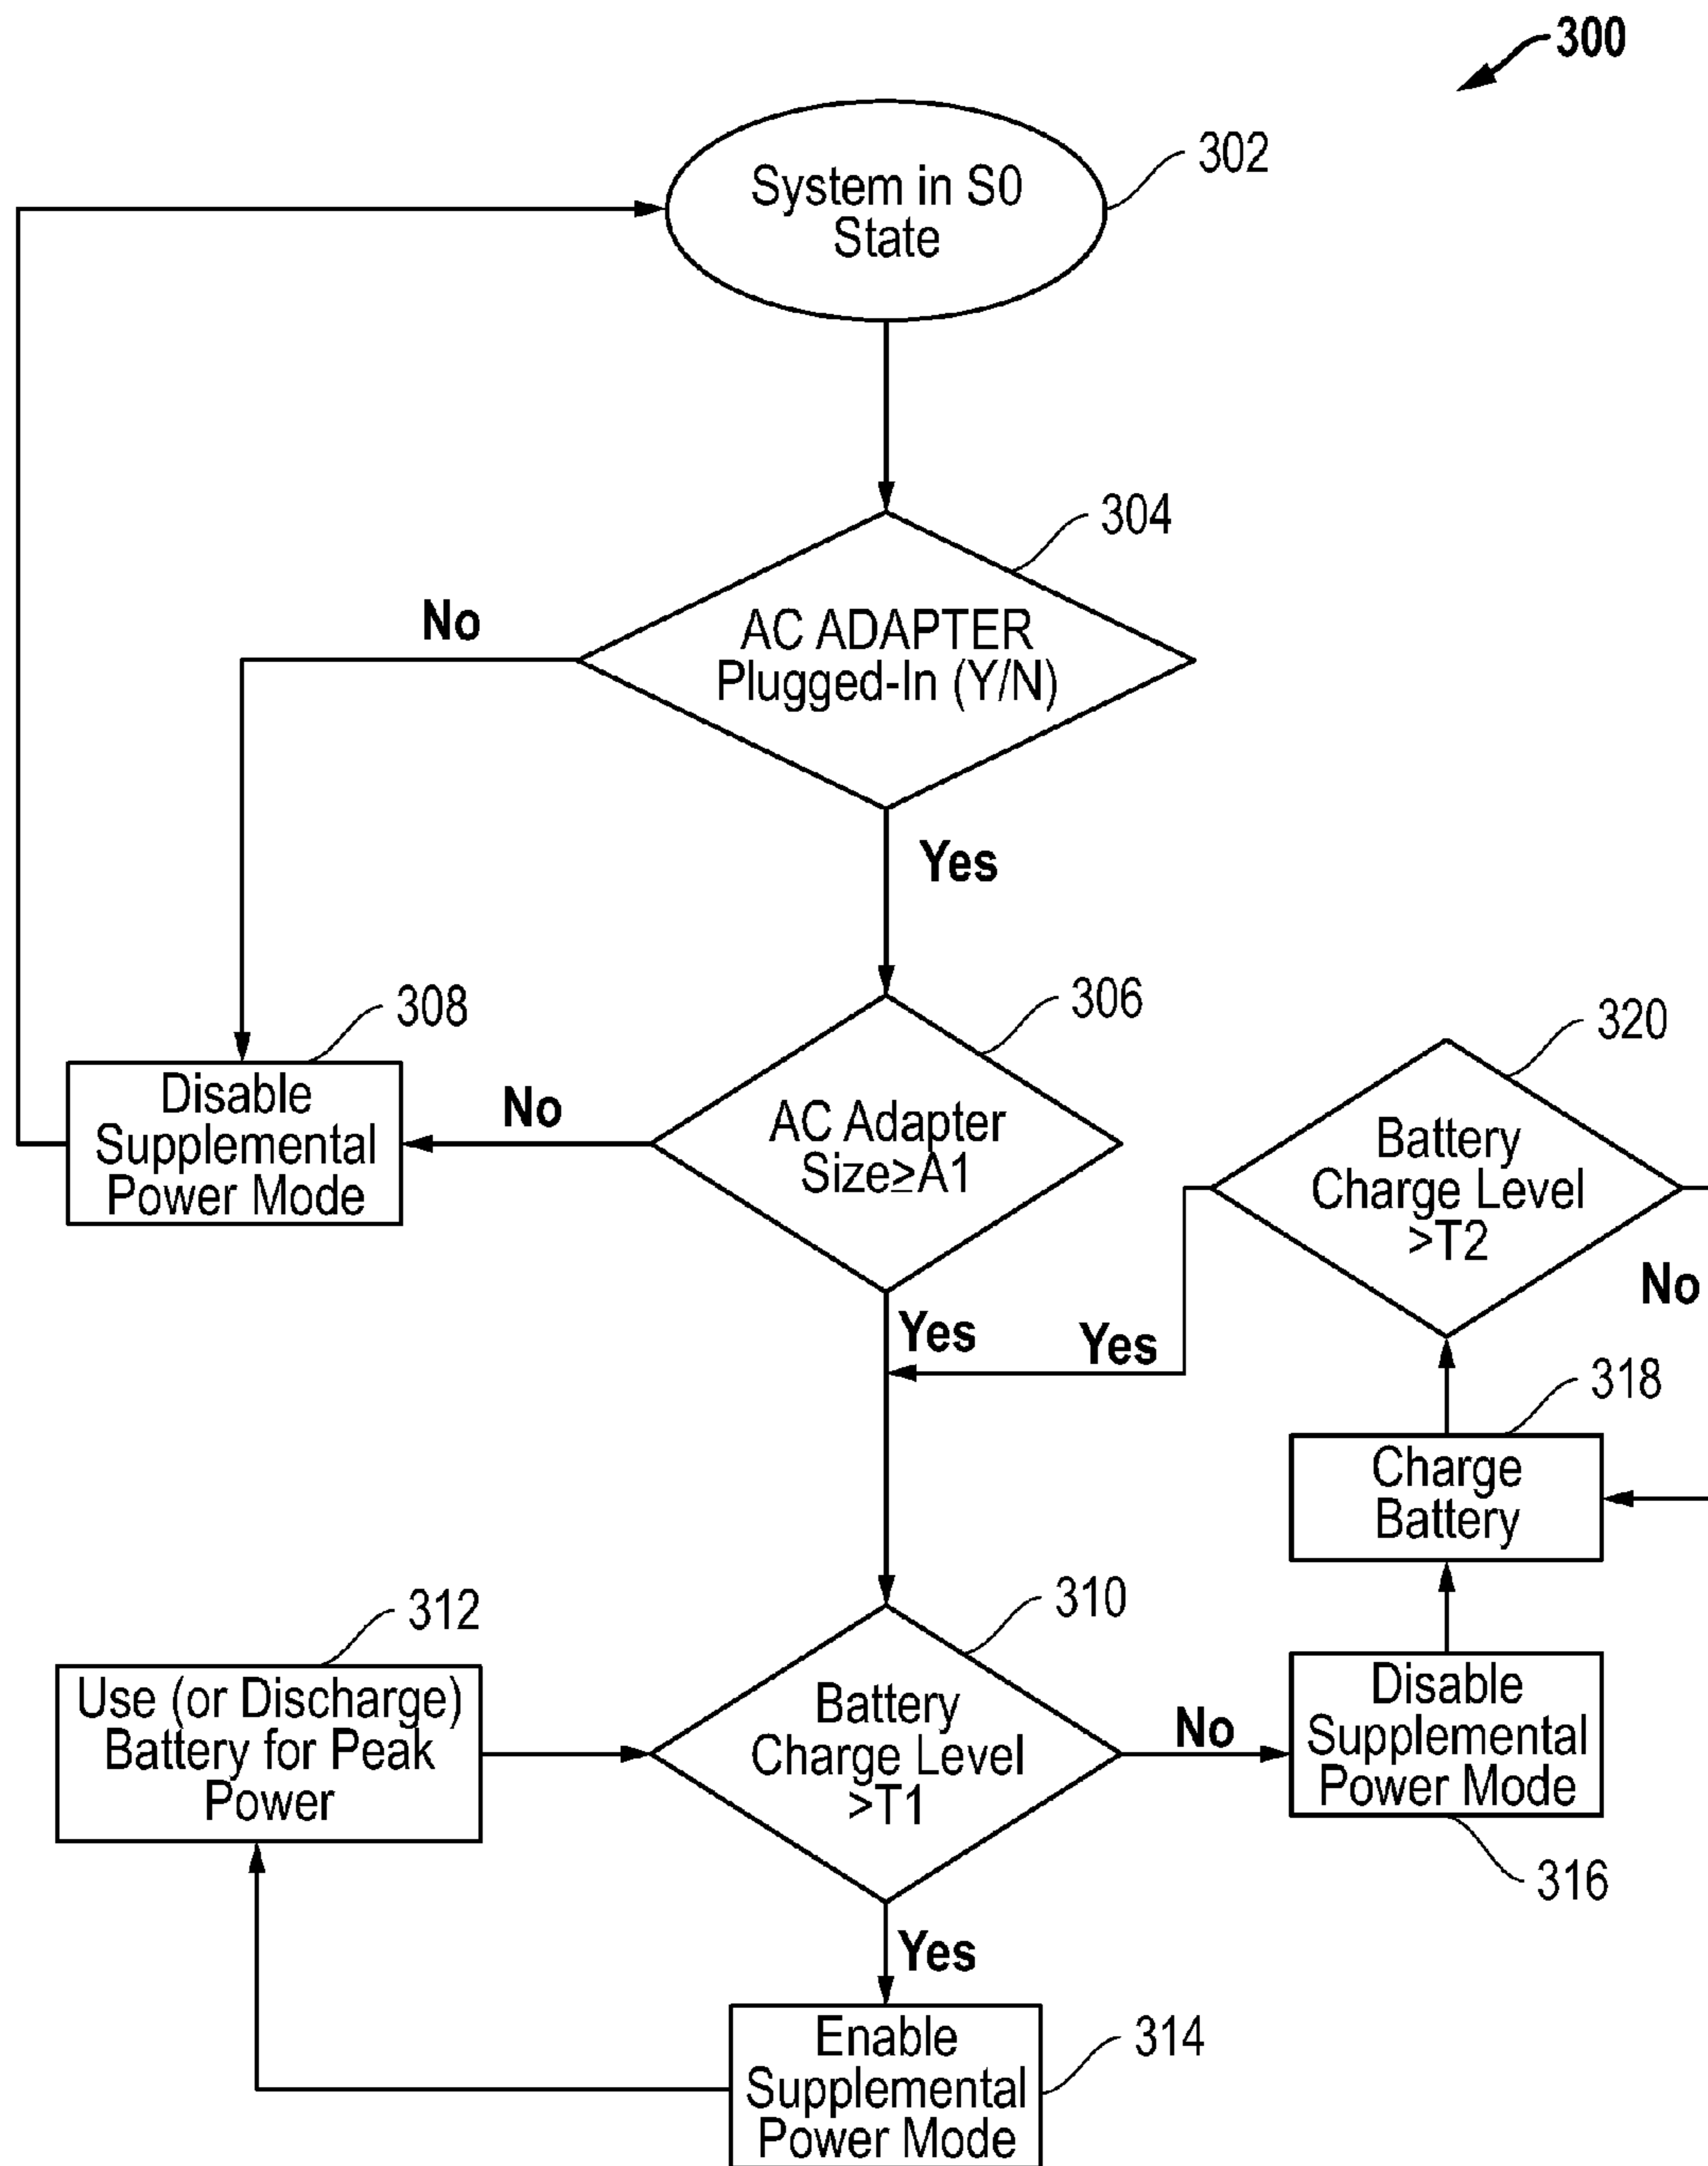 300
System in S0
State
302
AC ADAPTER
Plugged-In (Y/N)
304
No
Yes
AC Adapter
Size≥A1
306
No
Disable
Supplemental
Power Mode
308
Yes
Battery
Charge Level
>T2
320
Yes
No
Charge
Battery
318
Battery
Charge Level
>T1
310
Use (or Discharge)
Battery for Peak
Power
312
No
Disable
Supplemental
Power Mode
316
Yes
Enable
Supplemental
Power Mode
314